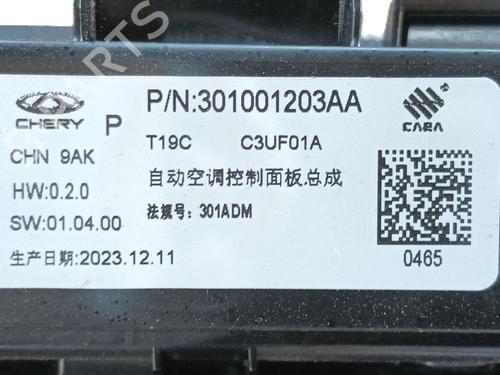 P/N:301001203AA
CHERY P
CABA
T19C C3UF01A
CHN 9AK
自动空调控制面板总成
HW:0.2.0
法规号: 301ADM
SW:01.04.00
生产日期:2023.12.11
0465